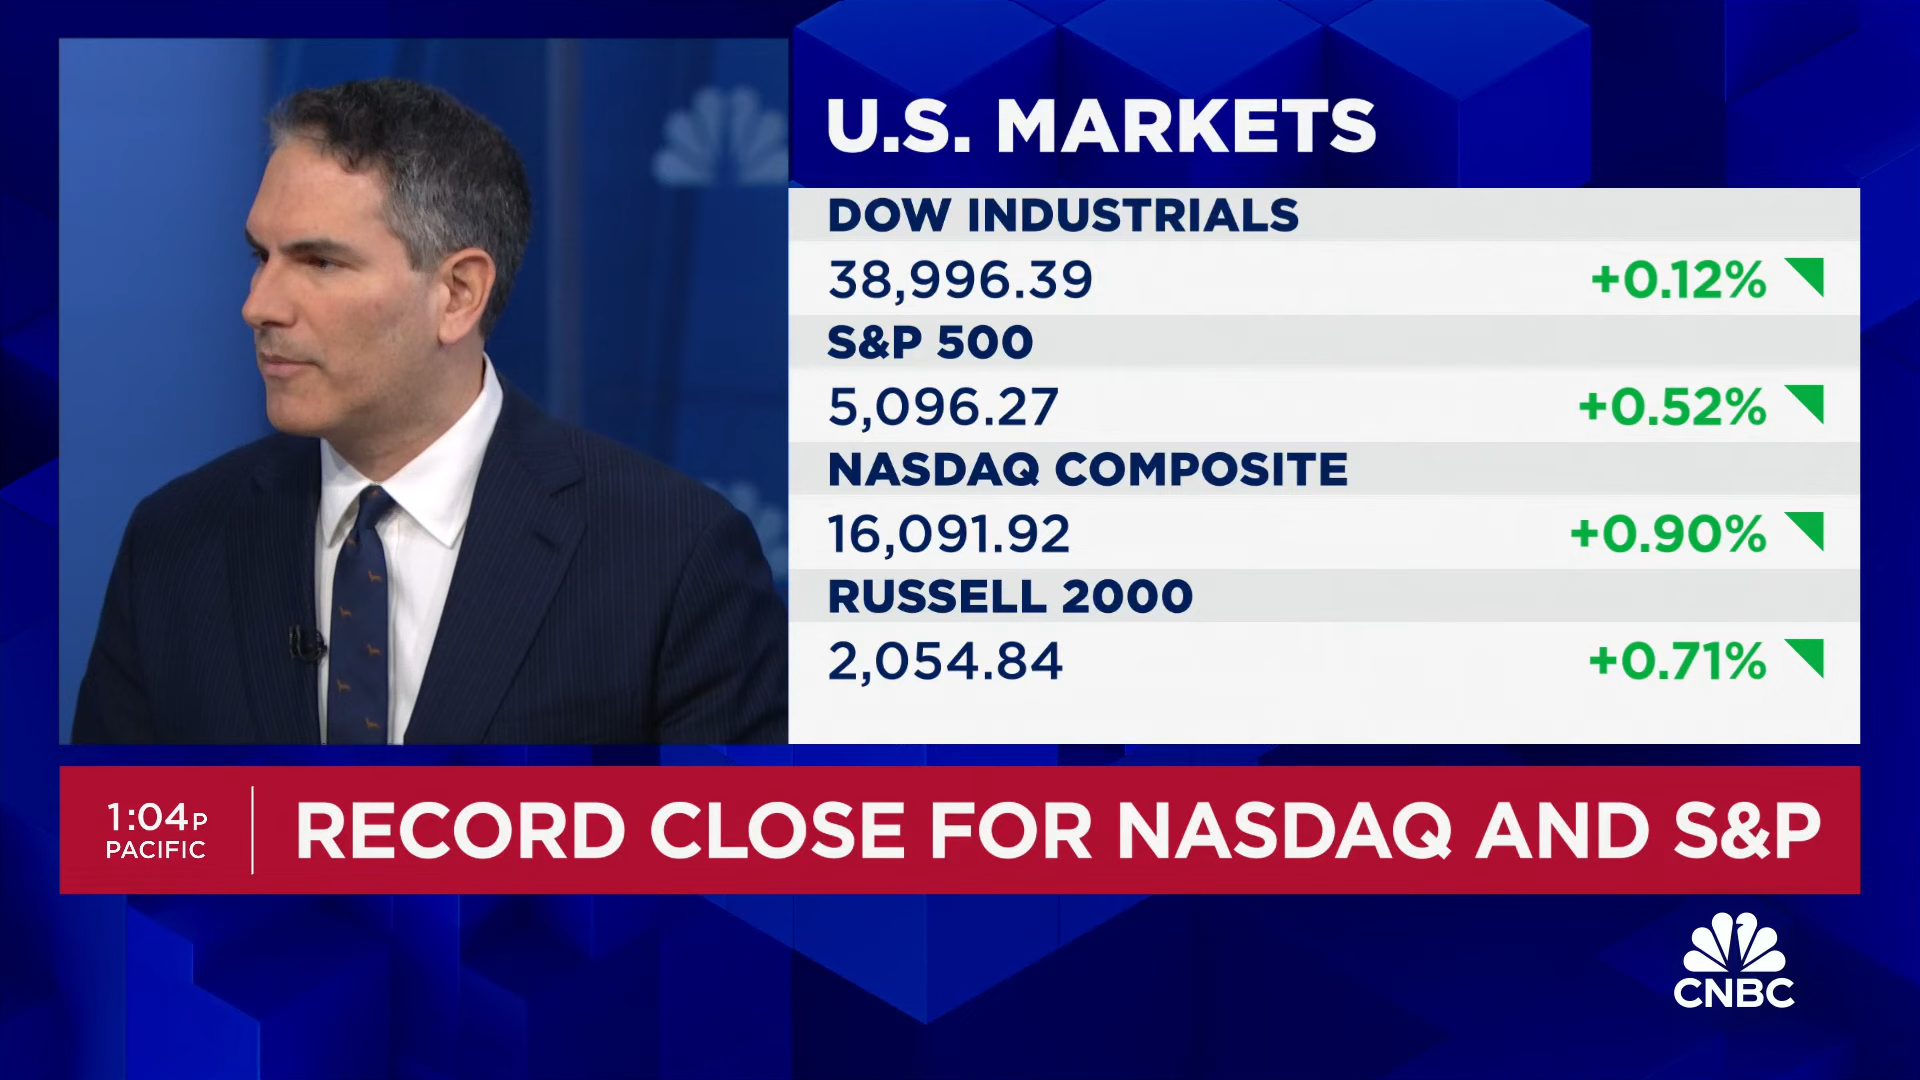 U.S. MARKETS
DOW INDUSTRIALS
38,996.39 +0.12%
S&P 500
5,096.27 +0.52%
NASDAQ COMPOSITE
16,091.92 +0.90%
RUSSELL 2000
2,054.84 +0.71%
1:04P
PACIFIC
RECORD CLOSE FOR NASDAQ AND S&P
CNBC